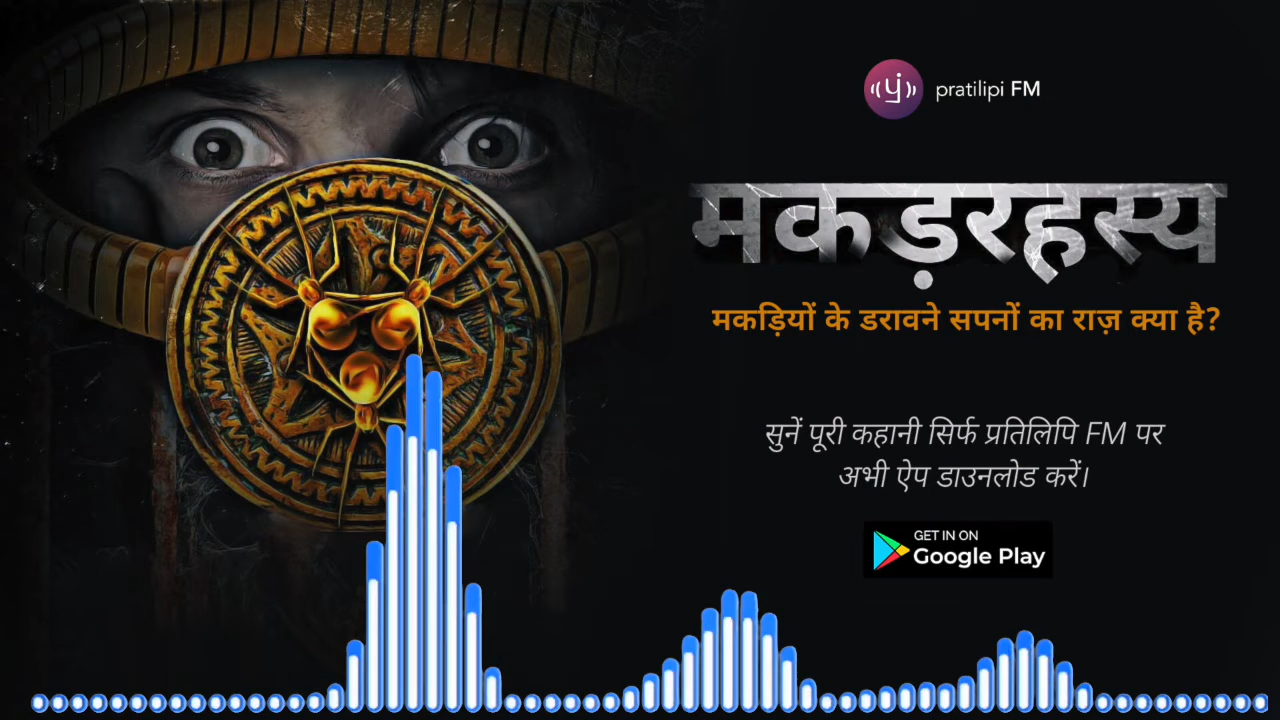 pratilipi FM
मकड़रहस्य
मकड़ियों के डरावने सपनों का राज़ क्या है?
सुनें पूरी कहानी सिर्फ प्रतिलिपि FM पर
अभी ऐप डाउनलोड करें।
GET IN ON
Google Play